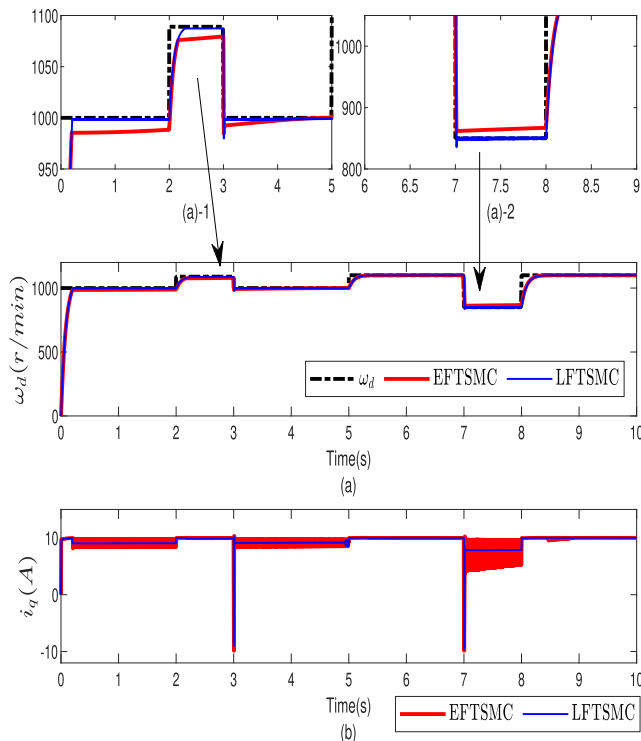 1100
1050
1000
950
0 1 2 3 4 5
(a)-1
1000
900
800
6 6.5 7 7.5 8 8.5 9
(a)-2
ω_d(r/min)
1000
500
0
ω_d EFTSMC LFTSMC
0 1 2 3 4 5 6 7 8 9 10
Time(s)
(a)
i_q(A)
10
0
-10
0 1 2 3 4 5 6 7 8 9 10
Time(s)
EFTSMC LFTSMC
(b)